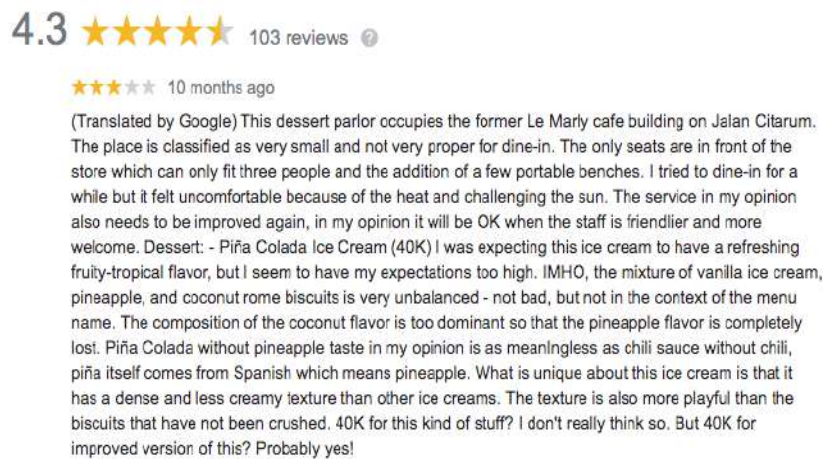 4.3 103 reviews
10 months ago
(Translated by Google) This dessert parlor occupies the former Le Marly cafe building on Jalan Citarum.
The place is classified as very small and not very proper for dine-in. The only seats are in front of the
store which can only fit three people and the addition of a few portable benches. I tried to dine-in for a
while but it felt uncomfortable because of the heat and challenging the sun. The service in my opinion
also needs to be improved again, in my opinion it will be OK when the staff is friendlier and more
welcome. Dessert: - Piña Colada Ice Cream (40K) I was expecting this ice cream to have a refreshing
fruity-tropical flavor, but I seem to have my expectations too high. IMHO, the mixture of vanilla ice cream,
pineapple, and coconut rome biscuits is very unbalanced - not bad, but not in the context of the menu
name. The composition of the coconut flavor is too dominant so that the pineapple flavor is completely
lost. Piña Colada without pineapple taste in my opinion is as meaningless as chili sauce without chili,
piña itself comes from Spanish which means pineapple. What is unique about this ice cream is that it
has a dense and less creamy texture than other ice creams. The texture is also more playful than the
biscuits that have not been crushed. 40K for this kind of stuff? I don't really think so. But 40K for
improved version of this? Probably yes!